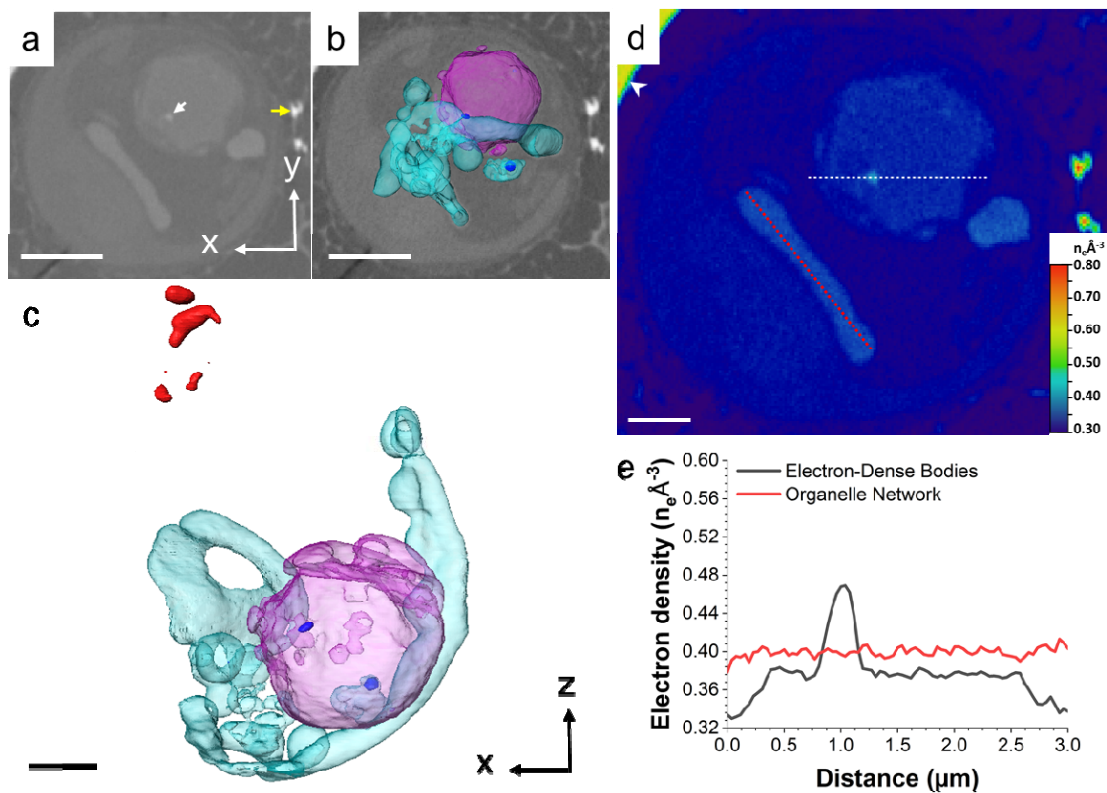 a
b
d
y
x
nₑÅ⁻³
0.80
0.70
0.60
0.50
0.40
0.30
c
z
x
e
Electron density (nₑÅ⁻³)
0.60
0.56
0.52
0.48
0.44
0.40
0.36
0.32
Electron-Dense Bodies
Organelle Network
0.0 0.5 1.0 1.5 2.0 2.5 3.0
Distance (µm)